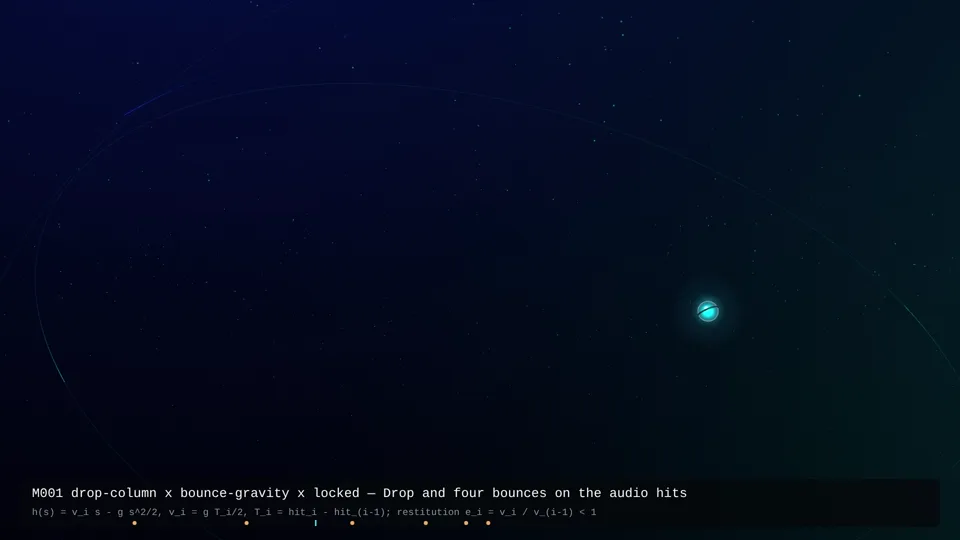 M001 drop-column x bounce-gravity x locked — Drop and four bounces on the audio hits
h(s) = v_i s - g s^2/2, v_i = g T_i/2, T_i = hit_i - hit_(i-1); restitution e_i = v_i / v_(i-1) < 1